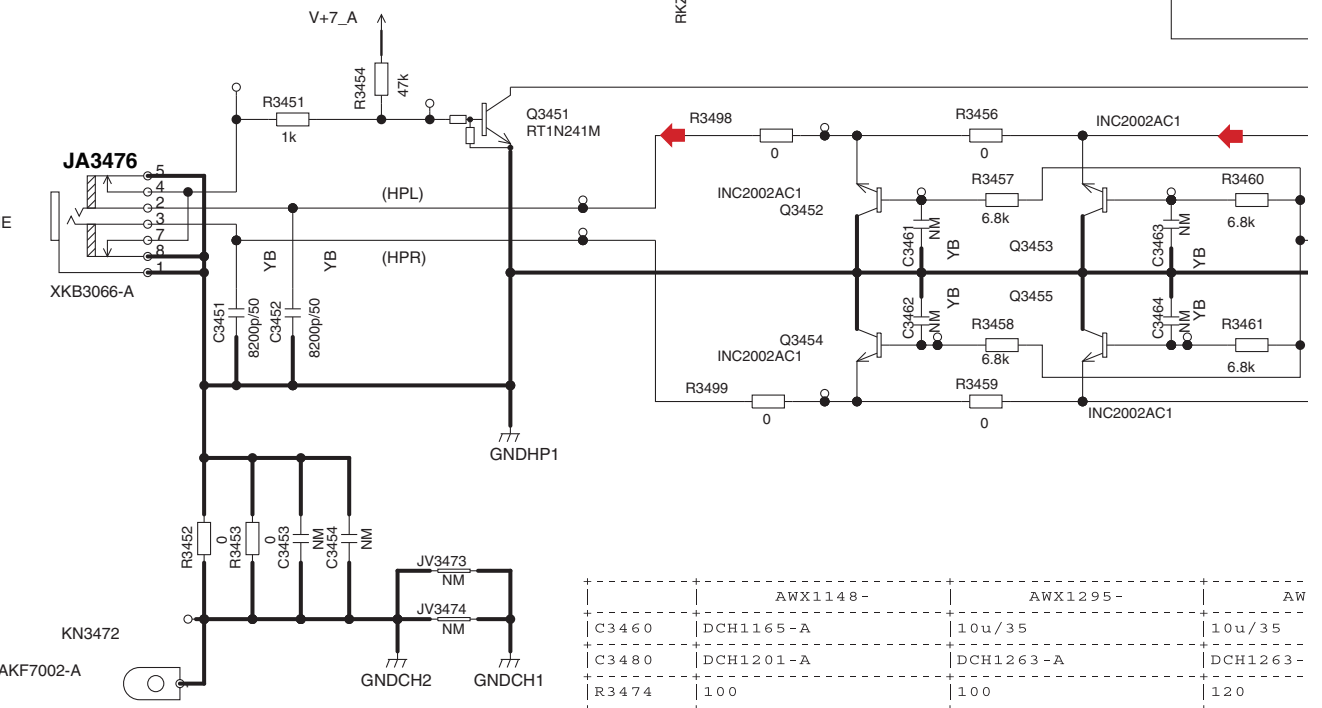 V+7_A
RKZ
R3454
47k
R3451
1k
Q3451
RT1N241M
R3498
0
R3456
0
INC2002AC1
JA3476
5
4
2
3
7
8
1
E
XKB3066-A
(HPL)
(HPR)
INC2002AC1
Q3452
R3457
6.8k
R3460
6.8k
C3461
NM
YB
Q3453
C3463
NM
YB
YB
YB
C3451
8200p/50
C3452
8200p/50
Q3454
INC2002AC1
C3462
NM
YB
Q3455
R3458
6.8k
C3464
NM
YB
R3461
6.8k
R3499
0
R3459
0
INC2002AC1
GNDHP1
R3452
0
R3453
0
C3453
NM
C3454
NM
JV3473
NM
JV3474
NM
KN3472
AKF7002-A
GNDCH2
GNDCH1
AWX1148- AWX1295- AW
C3460 DCH1165-A 10u/35 10u/35
C3480 DCH1201-A DCH1263-A DCH1263-
R3474 100 100 120